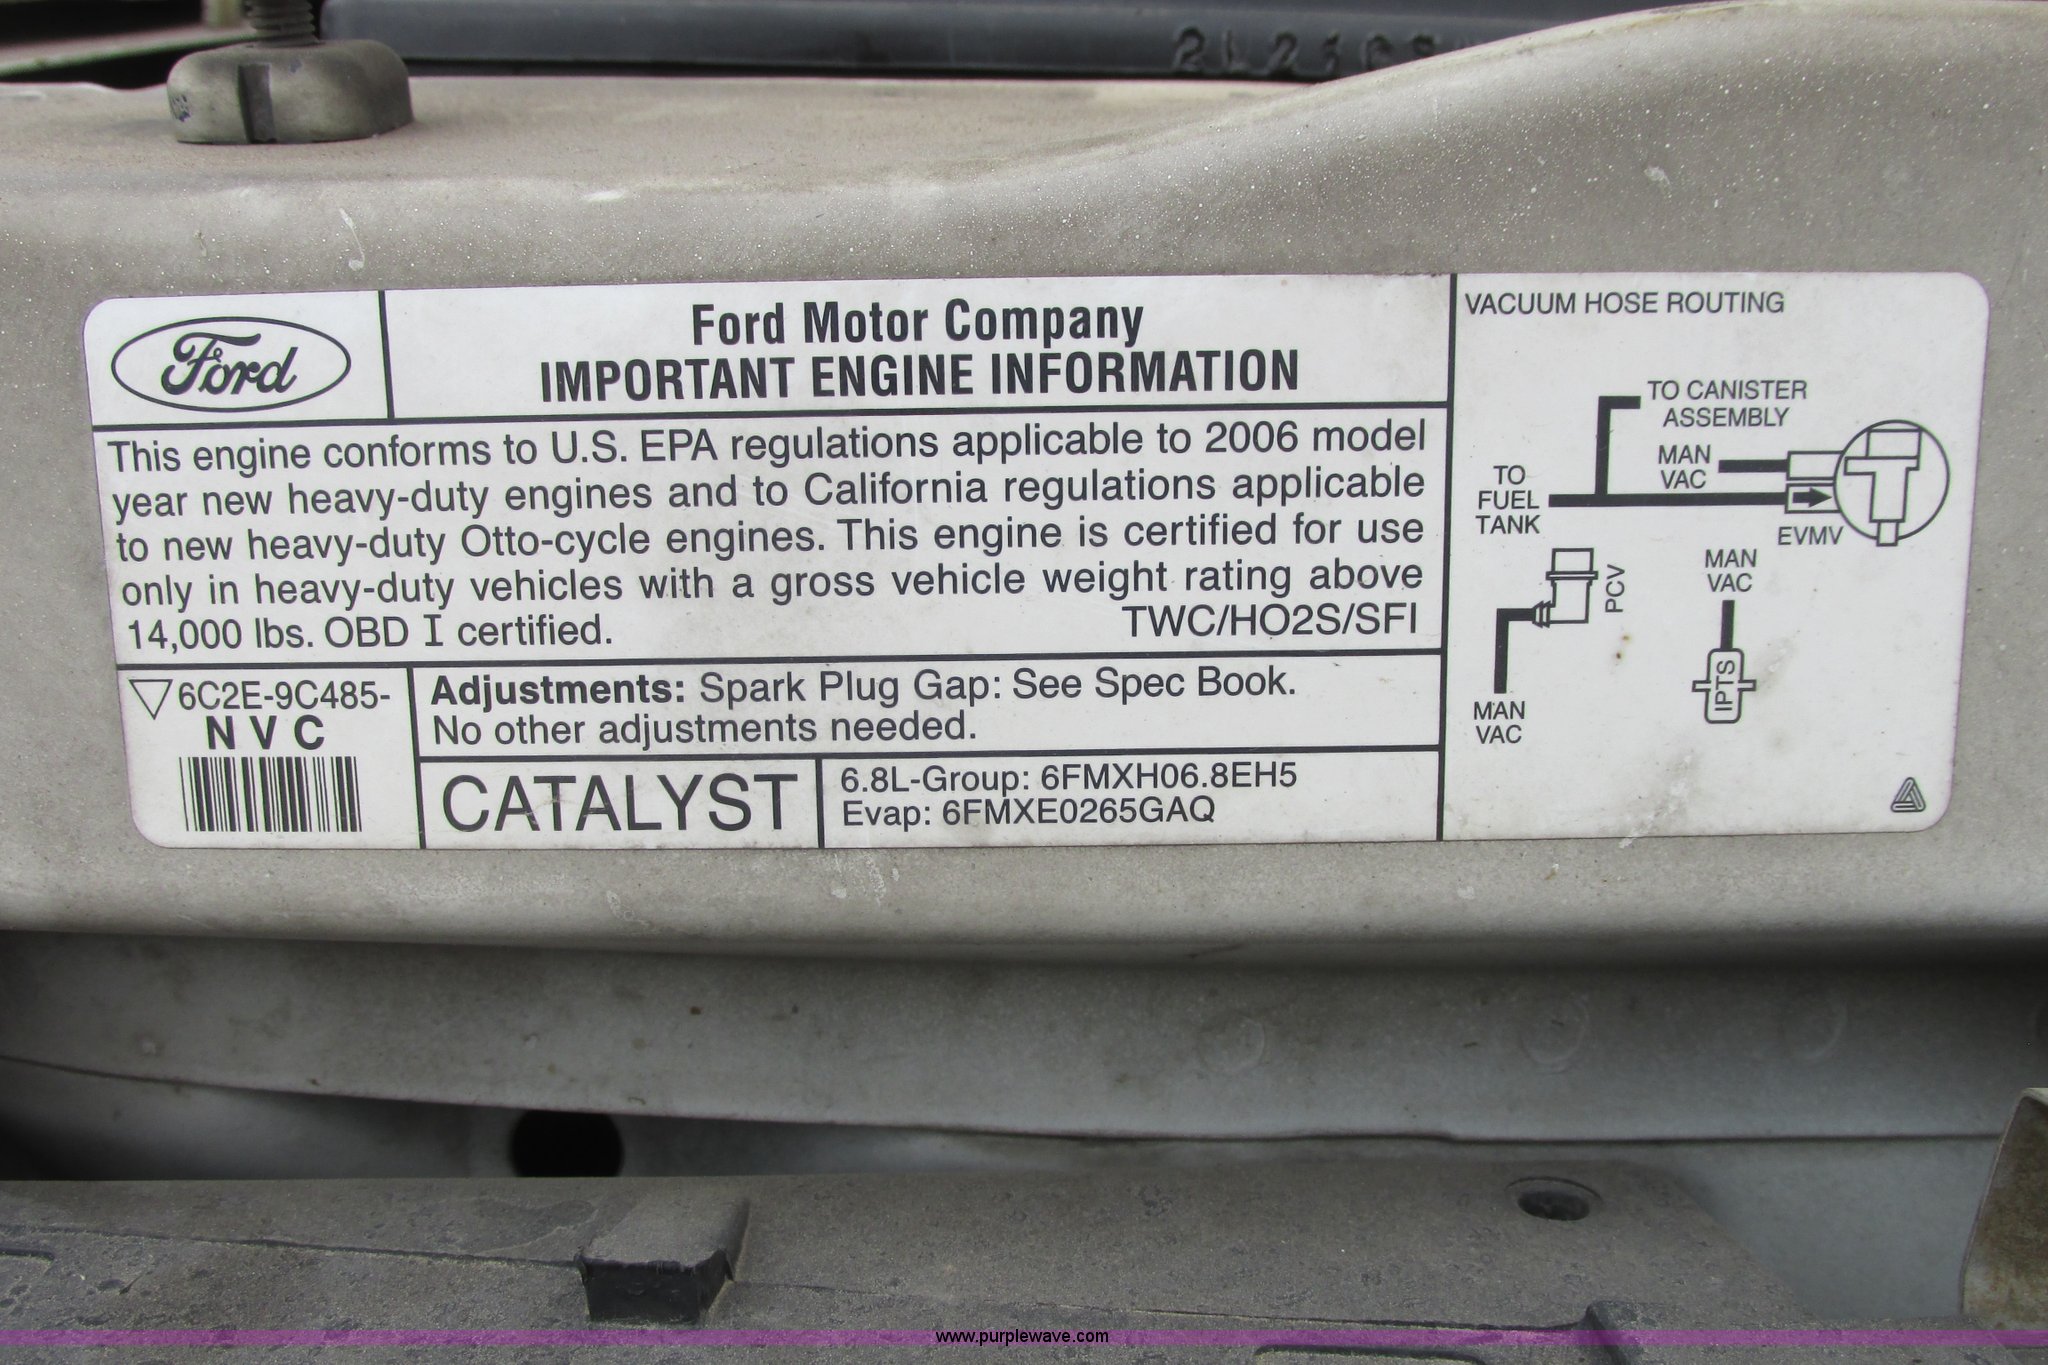 Ford
Ford Motor Company
IMPORTANT ENGINE INFORMATION
This engine conforms to U.S. EPA regulations applicable to 2006 model
year new heavy-duty engines and to California regulations applicable
to new heavy-duty Otto-cycle engines. This engine is certified for use
only in heavy-duty vehicles with a gross vehicle weight rating above
14,000 lbs. OBD I certified. TWC/HO2S/SFI
6C2E-9C485-
NVC
Adjustments: Spark Plug Gap: See Spec Book.
No other adjustments needed.
CATALYST
6.8L-Group: 6FMXH06.8EH5
Evap: 6FMXE0265GAQ
VACUUM HOSE ROUTING
TO CANISTER
ASSEMBLY
MAN
VAC
TO
FUEL
TANK
EVMV
PCV
MAN
VAC
MAN
VAC
IPTS
www.purplewave.com